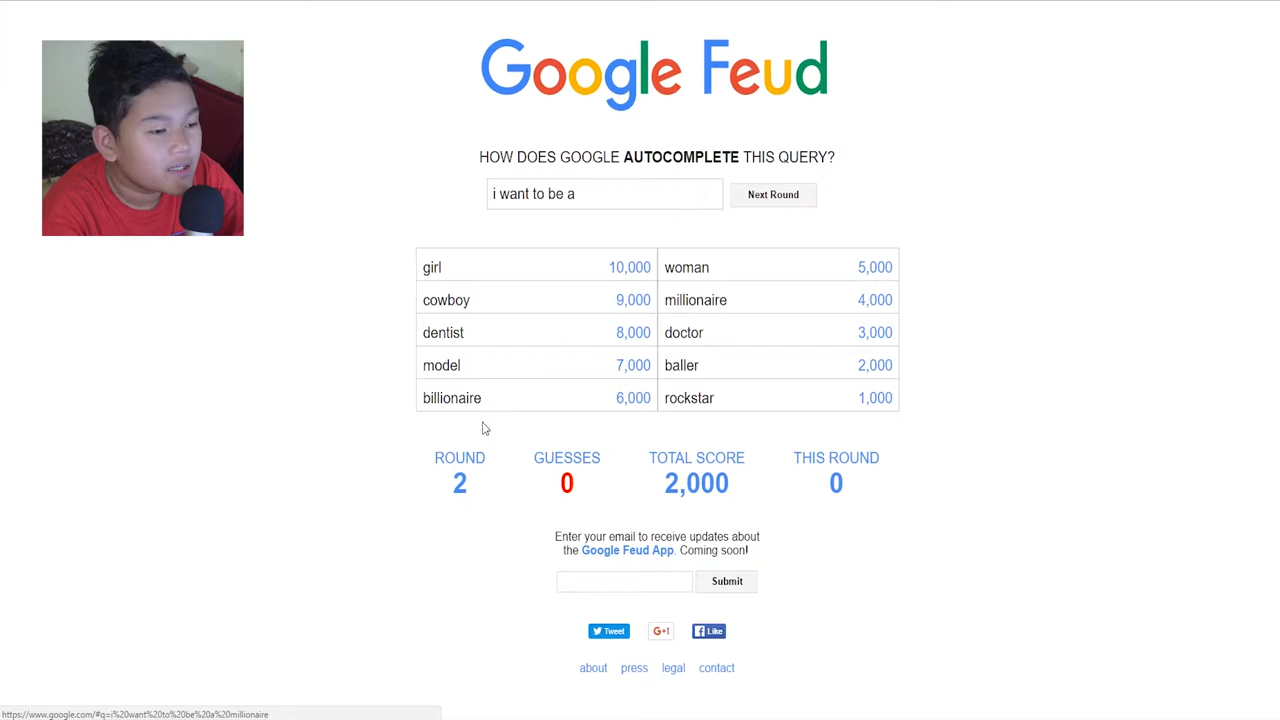 Google Feud
HOW DOES GOOGLE AUTOCOMPLETE THIS QUERY?
i want to be a
Next Round
girl 10,000 woman 5,000
cowboy 9,000 millionaire 4,000
dentist 8,000 doctor 3,000
model 7,000 baller 2,000
billionaire 6,000 rockstar 1,000
ROUND GUESSES TOTAL SCORE THIS ROUND
2 0 2,000 0
Enter your email to receive updates about
the Google Feud App. Coming soon!
Submit
Tweet G+1 Like
about press legal contact
https://www.google.com/#q=i%20want%20to%20be%20a%20millionaire